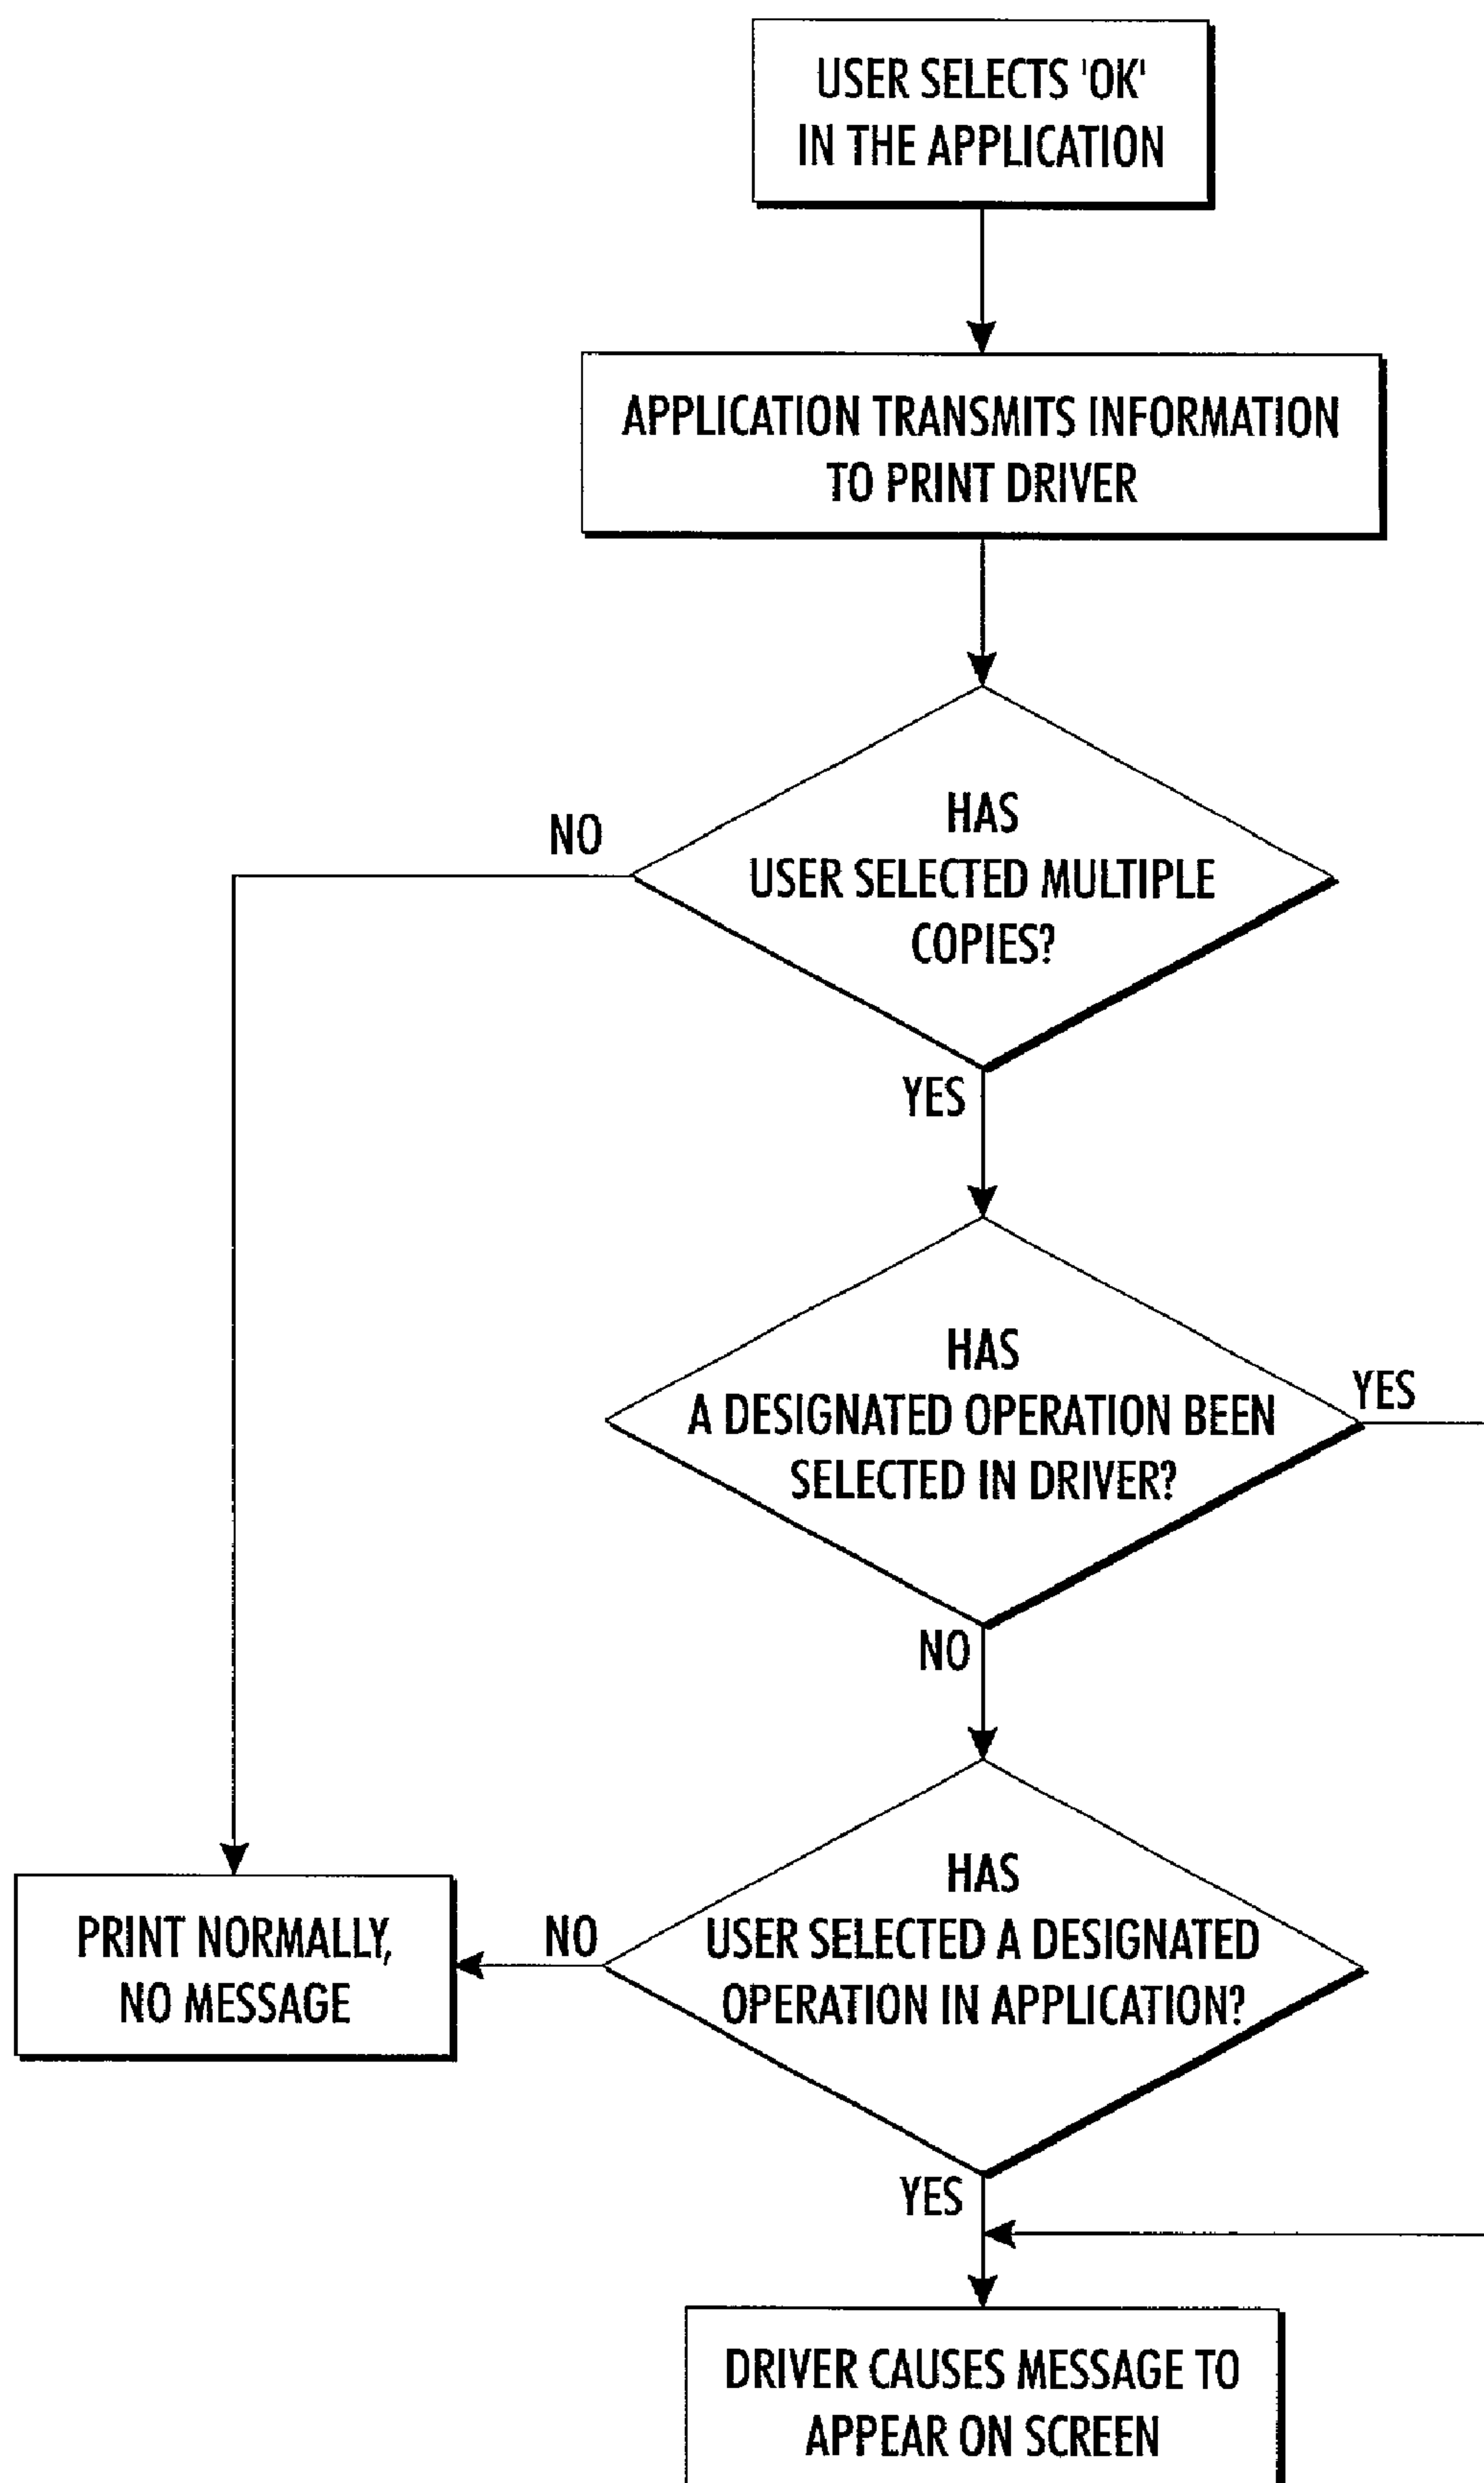 USER SELECTS 'OK'
IN THE APPLICATION
APPLICATION TRANSMITS INFORMATION
TO PRINT DRIVER
HAS
USER SELECTED MULTIPLE
COPIES?
NO
YES
HAS
A DESIGNATED OPERATION BEEN
SELECTED IN DRIVER?
YES
NO
HAS
USER SELECTED A DESIGNATED
OPERATION IN APPLICATION?
NO
PRINT NORMALLY,
NO MESSAGE
YES
DRIVER CAUSES MESSAGE TO
APPEAR ON SCREEN